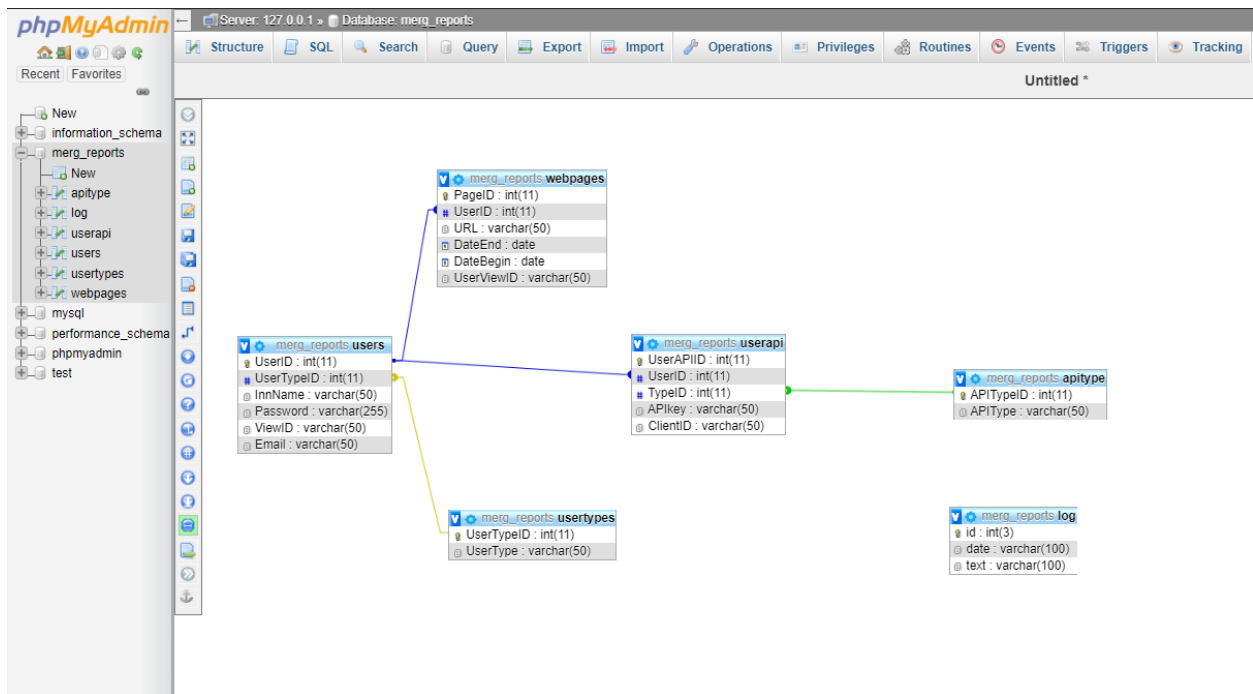 phpMyAdmin
Recent Favorites
New
information_schema
merg_reports
New
apitype
log
userapi
users
usertypes
webpages
mysql
performance_schema
phpmyadmin
test
Server: 127.0.0.1 » Database: merg_reports
Structure SQL Search Query Export Import Operations Privileges Routines Events Triggers Tracking
Untitled *
merg_reports webpages
PageID : int(11)
UserID : int(11)
URL : varchar(50)
DateEnd : date
DateBegin : date
UserViewID : varchar(50)
merg_reports users
UserID : int(11)
UserTypeID : int(11)
InnName : varchar(50)
Password : varchar(255)
ViewID : varchar(50)
Email : varchar(50)
merg_reports userapi
UserAPIID : int(11)
UserID : int(11)
TypeID : int(11)
APIkey : varchar(50)
ClientID : varchar(50)
merg_reports apitype
APITypeID : int(11)
APIType : varchar(50)
merg_reports usertypes
UserTypeID : int(11)
UserType : varchar(50)
merg_reports log
id : int(3)
date : varchar(100)
text : varchar(100)